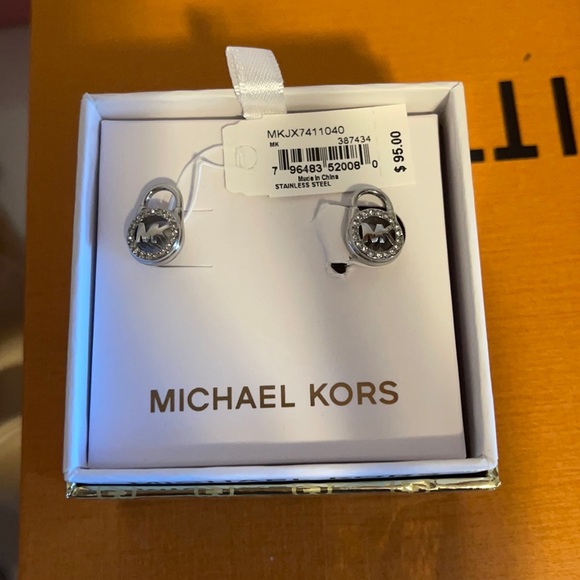 MKJX7411040
MK 387434
7 96483 52008 0
Made in China
STAINLESS STEEL
$ 95.00
MK
MK
MICHAEL KORS